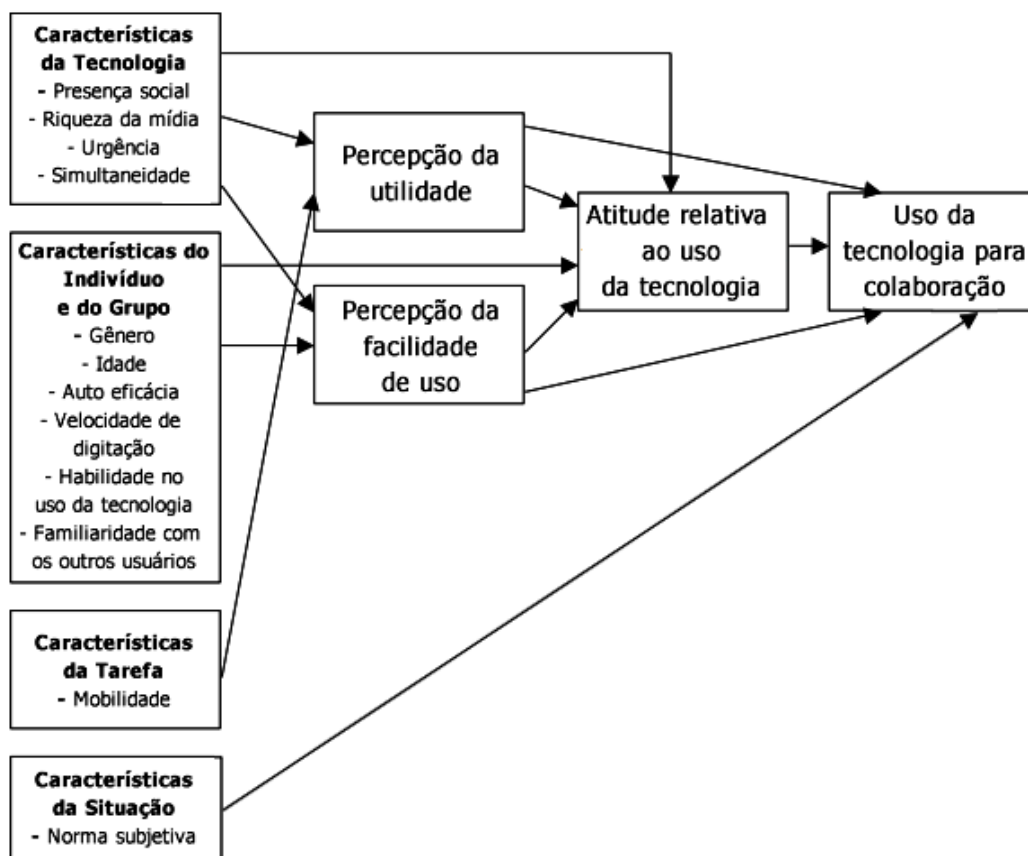 Características
da Tecnologia
- Presença social
- Riqueza da mídia
- Urgência
- Simultaneidade
Características do
Indivíduo
e do Grupo
- Gênero
- Idade
- Auto eficácia
- Velocidade de
digitação
- Habilidade no
uso da tecnologia
- Familiaridade com
os outros usuários
Características
da Tarefa
- Mobilidade
Características
da Situação
- Norma subjetiva
Percepção da
utilidade
Percepção da
facilidade
de uso
Atitude relativa
ao uso
da tecnologia
Uso da
tecnologia para
colaboração